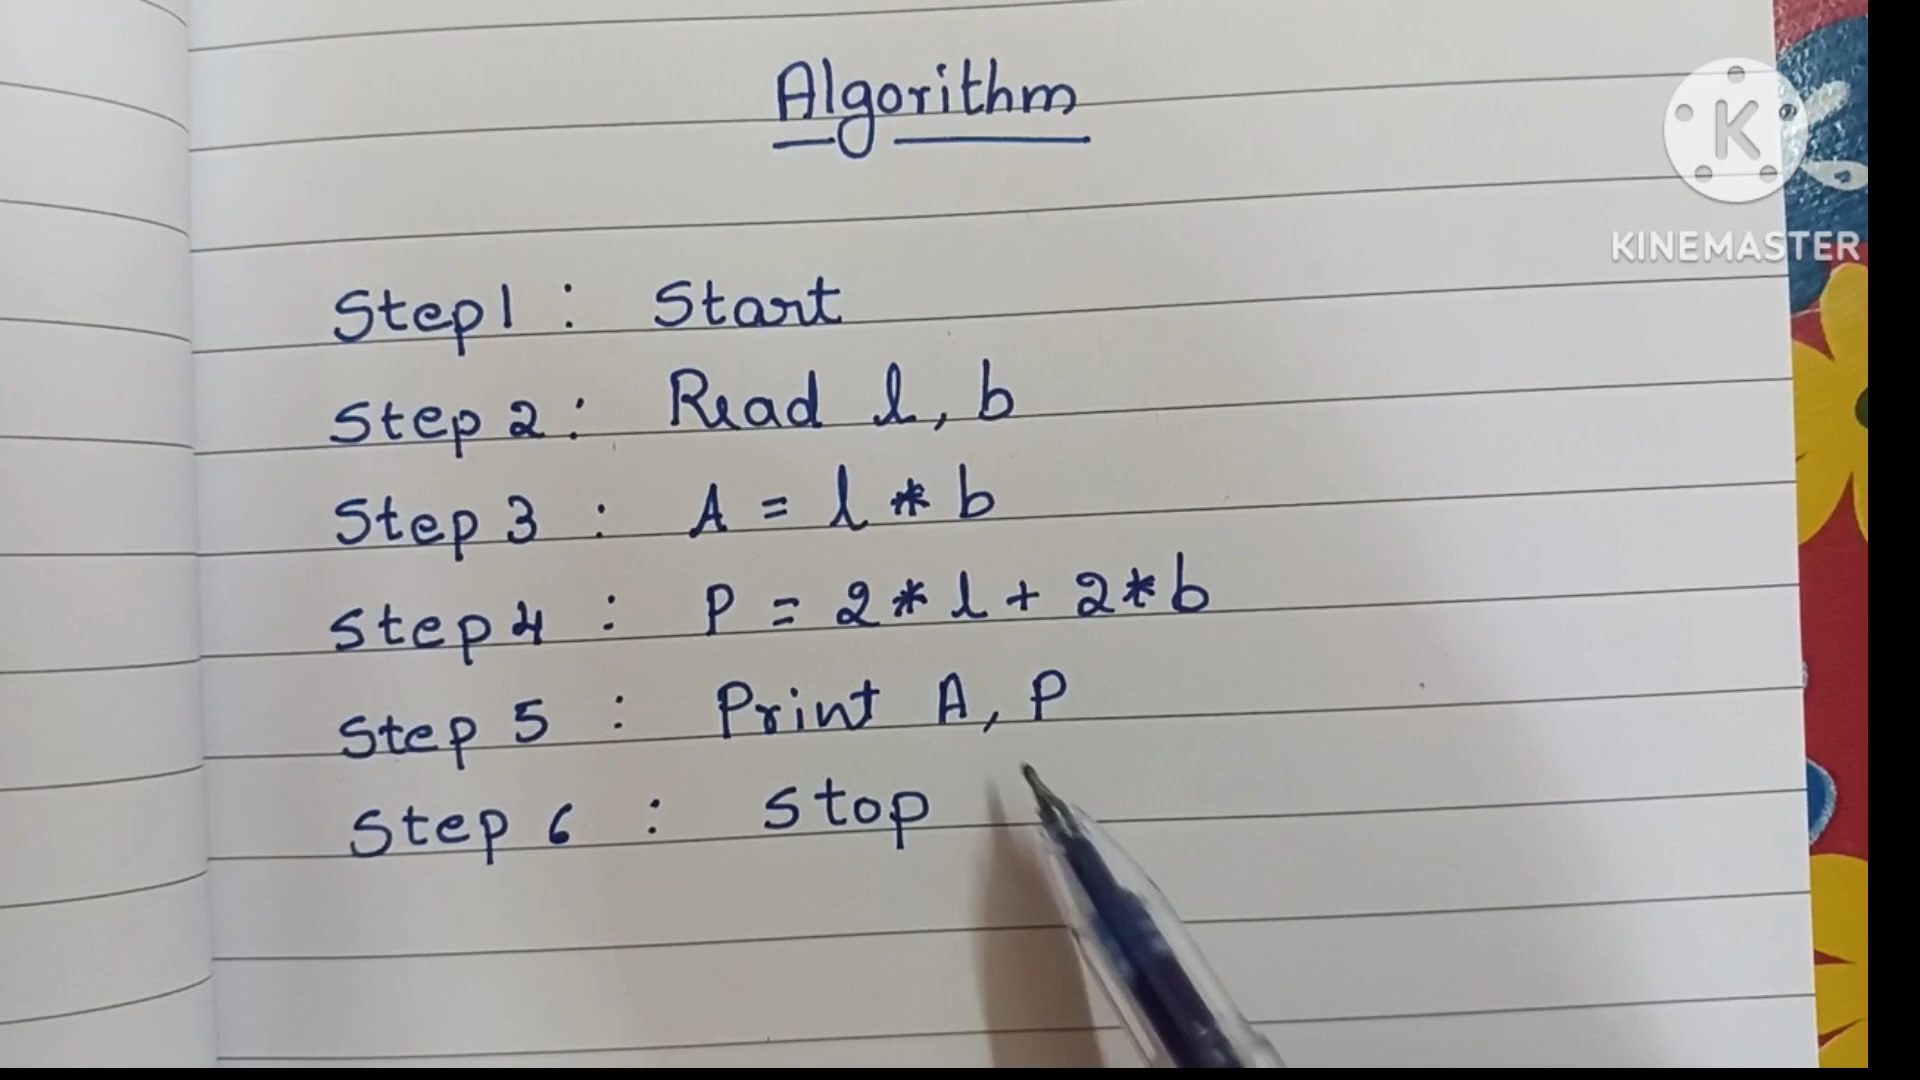 Algorithm
K
KINEMASTER
Step1 : Start
Step 2 : Read l, b
Step 3 : A = l * b
Step 4 : P = 2 * l + 2 * b
Step 5 : Print A, P
Step 6 : Stop